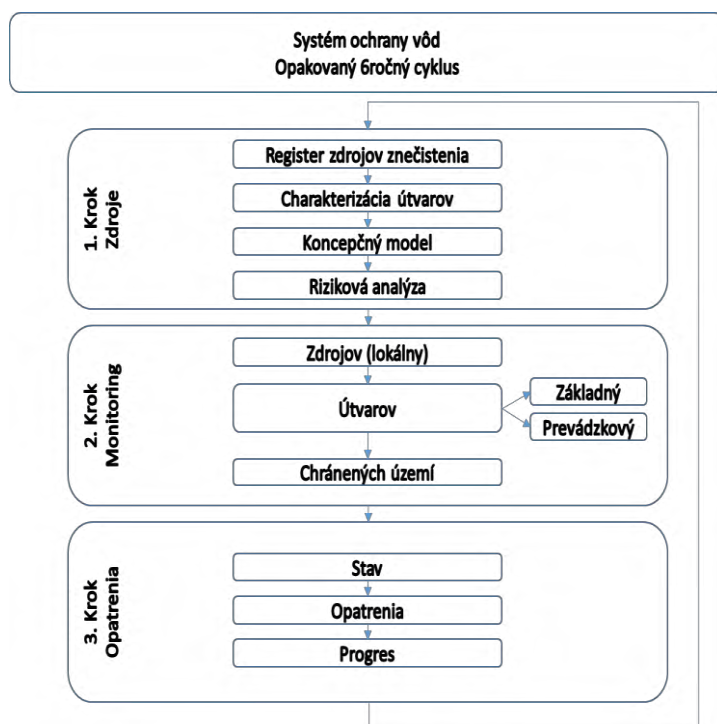 Systém ochrany vôd
Opakovaný 6ročný cyklus
1. Krok
Zdroje
Register zdrojov znečistenia
Charakterizácia útvarov
Koncepčný model
Riziková analýza
2. Krok
Monitoring
Zdrojov (lokálny)
Útvarov
Základný
Prevádzkový
Chránených území
3. Krok
Opatrenia
Stav
Opatrenia
Progres